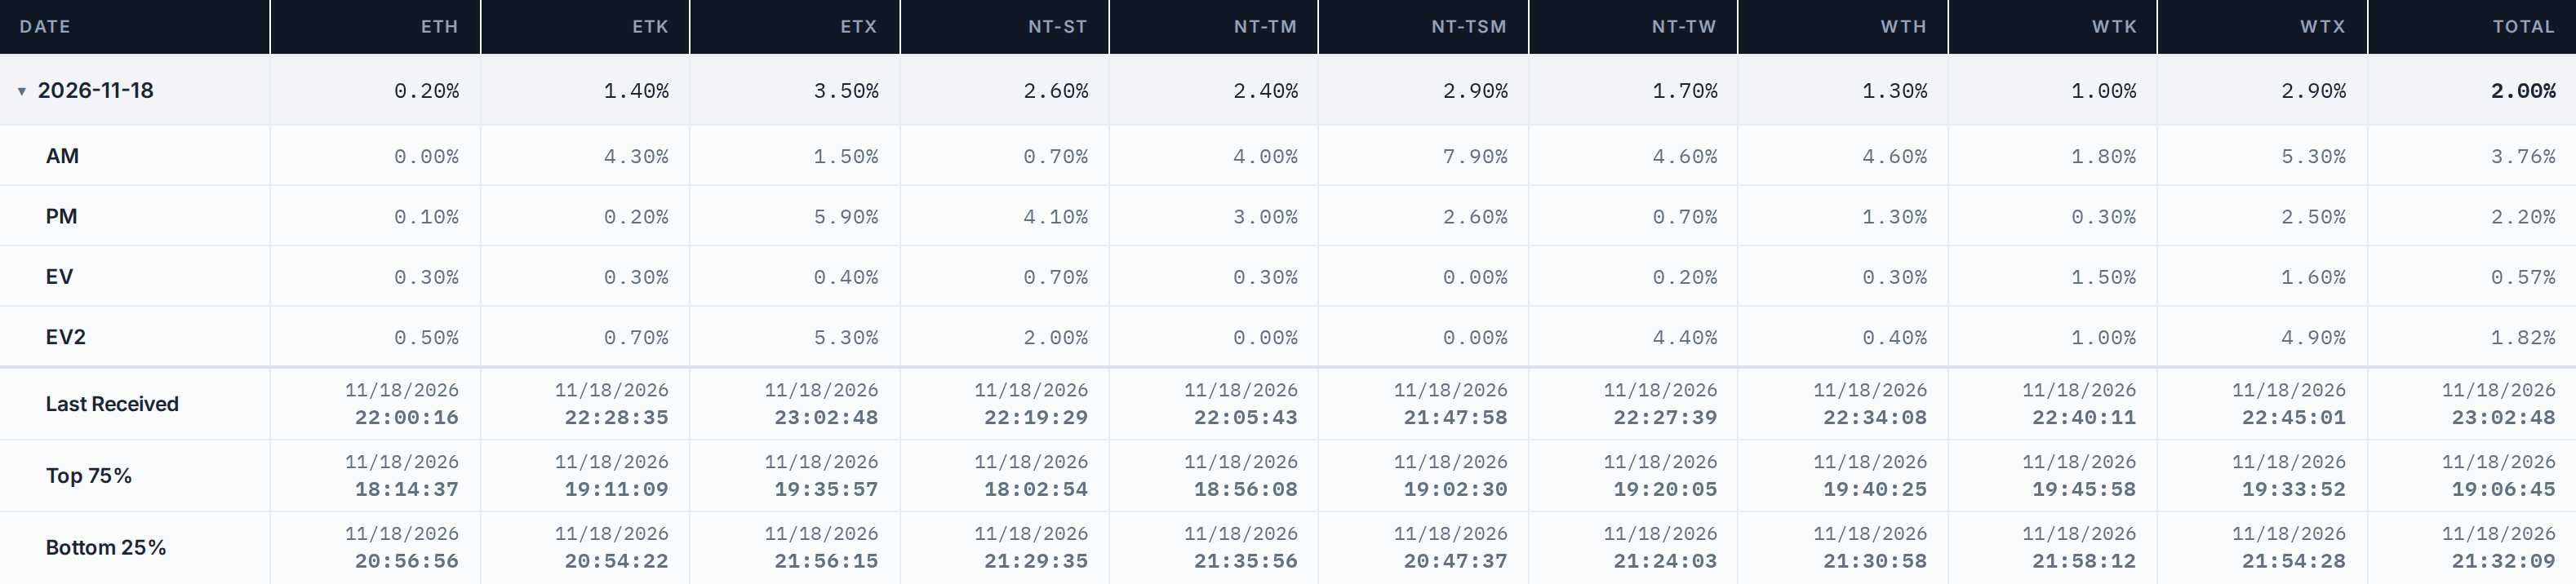 DATE ETH ETK ETX NT-ST NT-TM NT-TSM NT-TW WTH WTK WTX TOTAL
▼ 2026-11-18 0.20% 1.40% 3.50% 2.60% 2.40% 2.90% 1.70% 1.30% 1.00% 2.90% 2.00%
AM 0.00% 4.30% 1.50% 0.70% 4.00% 7.90% 4.60% 4.60% 1.80% 5.30% 3.76%
PM 0.10% 0.20% 5.90% 4.10% 3.00% 2.60% 0.70% 1.30% 0.30% 2.50% 2.20%
EV 0.30% 0.30% 0.40% 0.70% 0.30% 0.00% 0.20% 0.30% 1.50% 1.60% 0.57%
EV2 0.50% 0.70% 5.30% 2.00% 0.00% 0.00% 4.40% 0.40% 1.00% 4.90% 1.82%
11/18/2026 11/18/2026 11/18/2026 11/18/2026 11/18/2026 11/18/2026 11/18/2026 11/18/2026 11/18/2026 11/18/2026 11/18/2026
Last Received 22:00:16 22:28:35 23:02:48 22:19:29 22:05:43 21:47:58 22:27:39 22:34:08 22:40:11 22:45:01 23:02:48
11/18/2026 11/18/2026 11/18/2026 11/18/2026 11/18/2026 11/18/2026 11/18/2026 11/18/2026 11/18/2026 11/18/2026 11/18/2026
Top 75% 18:14:37 19:11:09 19:35:57 18:02:54 18:56:08 19:02:30 19:20:05 19:40:25 19:45:58 19:33:52 19:06:45
11/18/2026 11/18/2026 11/18/2026 11/18/2026 11/18/2026 11/18/2026 11/18/2026 11/18/2026 11/18/2026 11/18/2026 11/18/2026
Bottom 25% 20:56:56 20:54:22 21:56:15 21:29:35 21:35:56 20:47:37 21:24:03 21:30:58 21:58:12 21:54:28 21:32:09